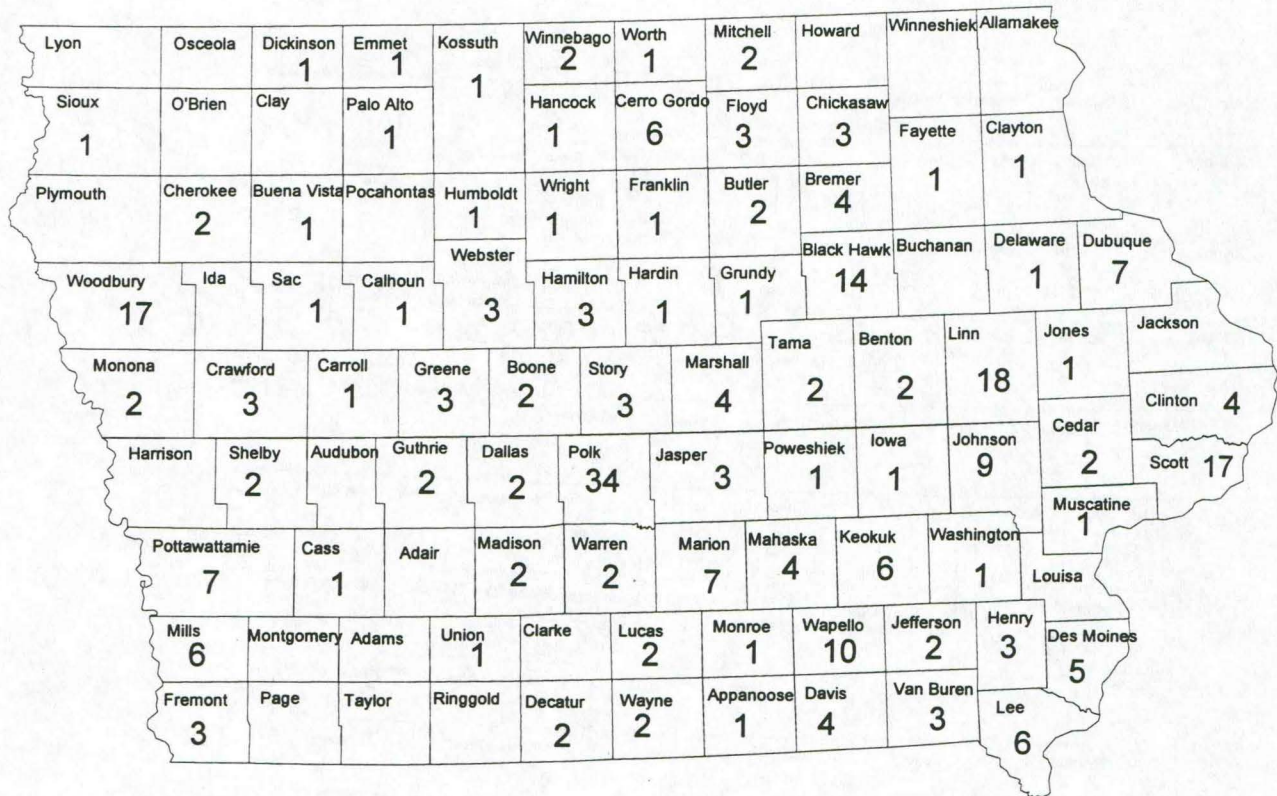 Lyon Osceola Dickinson Emmet Kossuth Winnebago Worth Mitchell Howard Winneshiek Allamakee
1 1 1 2 1 2
Sioux O'Brien Clay Palo Alto Hancock Cerro Gordo Floyd Chickasaw Fayette Clayton
1 1 1 6 3 3 1 1
Plymouth Cherokee Buena Vista Pocahontas Humboldt Wright Franklin Butler Bremer
2 1 1 1 1 2 4
Woodbury Ida Sac Calhoun Webster Hamilton Hardin Grundy Black Hawk Buchanan Delaware Dubuque
17 1 1 3 3 1 1 14 1 7
Monona Crawford Carroll Greene Boone Story Marshall Tama Benton Linn Jones Jackson
2 3 1 3 2 3 4 2 2 18 1
Clinton 4
Harrison Shelby Audubon Guthrie Dallas Polk Jasper Poweshiek Iowa Johnson Cedar Scott 17
2 2 2 34 3 1 1 9 2
Muscatine
1
Pottawattamie Cass Adair Madison Warren Marion Mahaska Keokuk Washington Louisa
7 1 2 2 7 4 6 1
Mills Montgomery Adams Union Clarke Lucas Monroe Wapello Jefferson Henry Des Moines
6 1 2 1 10 2 3 5
Fremont Page Taylor Ringgold Decatur Wayne Appanoose Davis Van Buren Lee
3 2 2 1 4 3 6